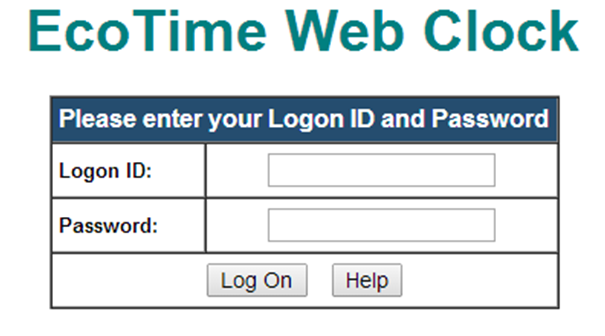 EcoTime Web Clock
Please enter your Logon ID and Password
Logon ID:
Password:
Log On Help